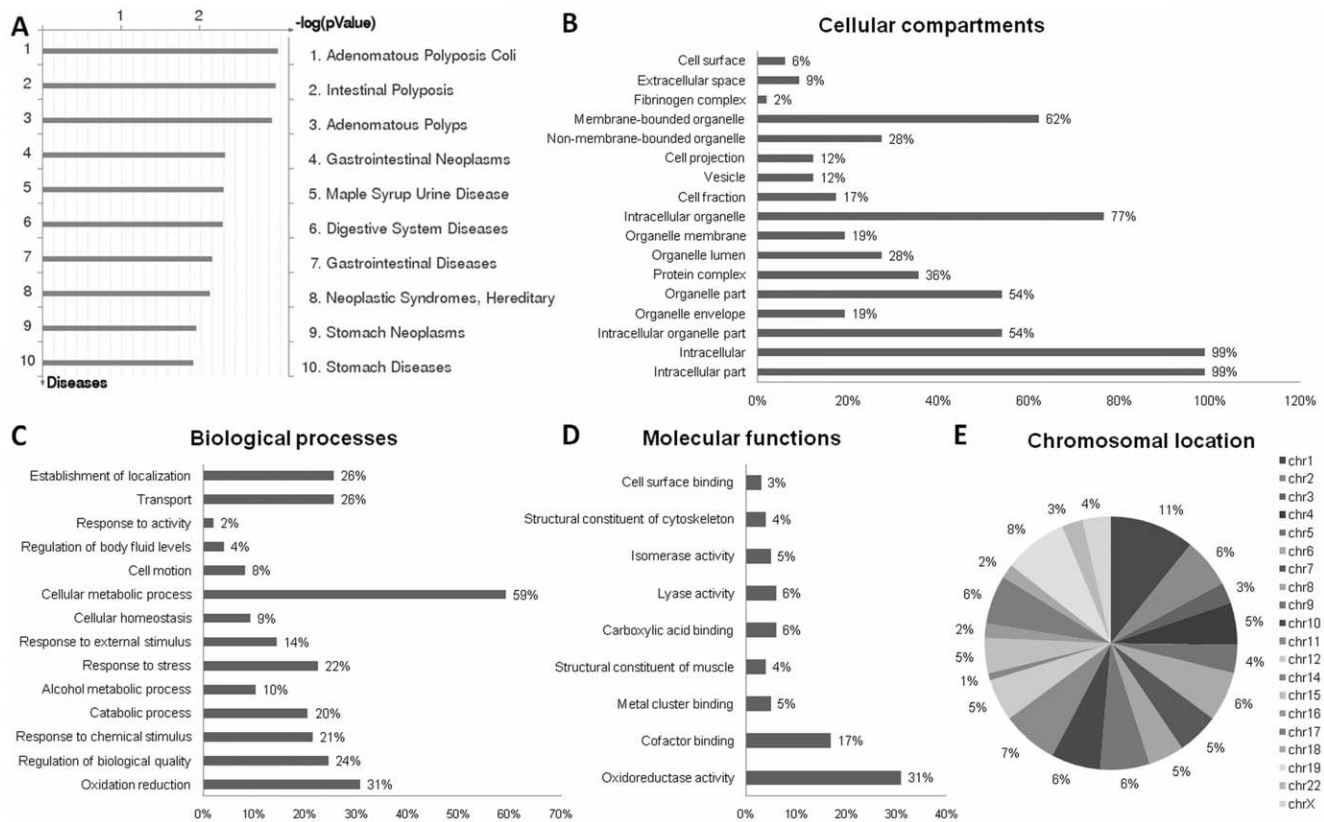 A
1 2
-log(pValue)
1 1. Adenomatous Polyposis Coli
2 2. Intestinal Polyposis
3 3. Adenomatous Polyps
4 4. Gastrointestinal Neoplasms
5 5. Maple Syrup Urine Disease
6 6. Digestive System Diseases
7 7. Gastrointestinal Diseases
8 8. Neoplastic Syndromes, Hereditary
9 9. Stomach Neoplasms
10 10. Stomach Diseases
Diseases
B
Cellular compartments
Cell surface 6%
Extracellular space 9%
Fibrinogen complex 2%
Membrane-bounded organelle 62%
Non-membrane-bounded organelle 28%
Cell projection 12%
Vesicle 12%
Cell fraction 17%
Intracellular organelle 77%
Organelle membrane 19%
Organelle lumen 28%
Protein complex 36%
Organelle part 54%
Organelle envelope 19%
Intracellular organelle part 54%
Intracellular 99%
Intracellular part 99%
0% 20% 40% 60% 80% 100% 120%
C
Biological processes
Establishment of localization 26%
Transport 26%
Response to activity 2%
Regulation of body fluid levels 4%
Cell motion 8%
Cellular metabolic process 59%
Cellular homeostasis 9%
Response to external stimulus 14%
Response to stress 22%
Alcohol metabolic process 10%
Catabolic process 20%
Response to chemical stimulus 21%
Regulation of biological quality 24%
Oxidation reduction 31%
0% 10% 20% 30% 40% 50% 60% 70%
D
Molecular functions
Cell surface binding 3%
Structural constituent of cytoskeleton 4%
Isomerase activity 5%
Lyase activity 6%
Carboxylic acid binding 6%
Structural constituent of muscle 4%
Metal cluster binding 5%
Cofactor binding 17%
Oxidoreductase activity 31%
0% 10% 20% 30% 40%
E
Chromosomal location
11%
6%
3%
5%
4%
6%
5%
5%
6%
6%
7%
5%
1%
5%
2%
6%
2%
8%
3%
4%
chr1
chr2
chr3
chr4
chr5
chr6
chr7
chr8
chr9
chr10
chr11
chr12
chr14
chr15
chr16
chr17
chr18
chr19
chr22
chrX